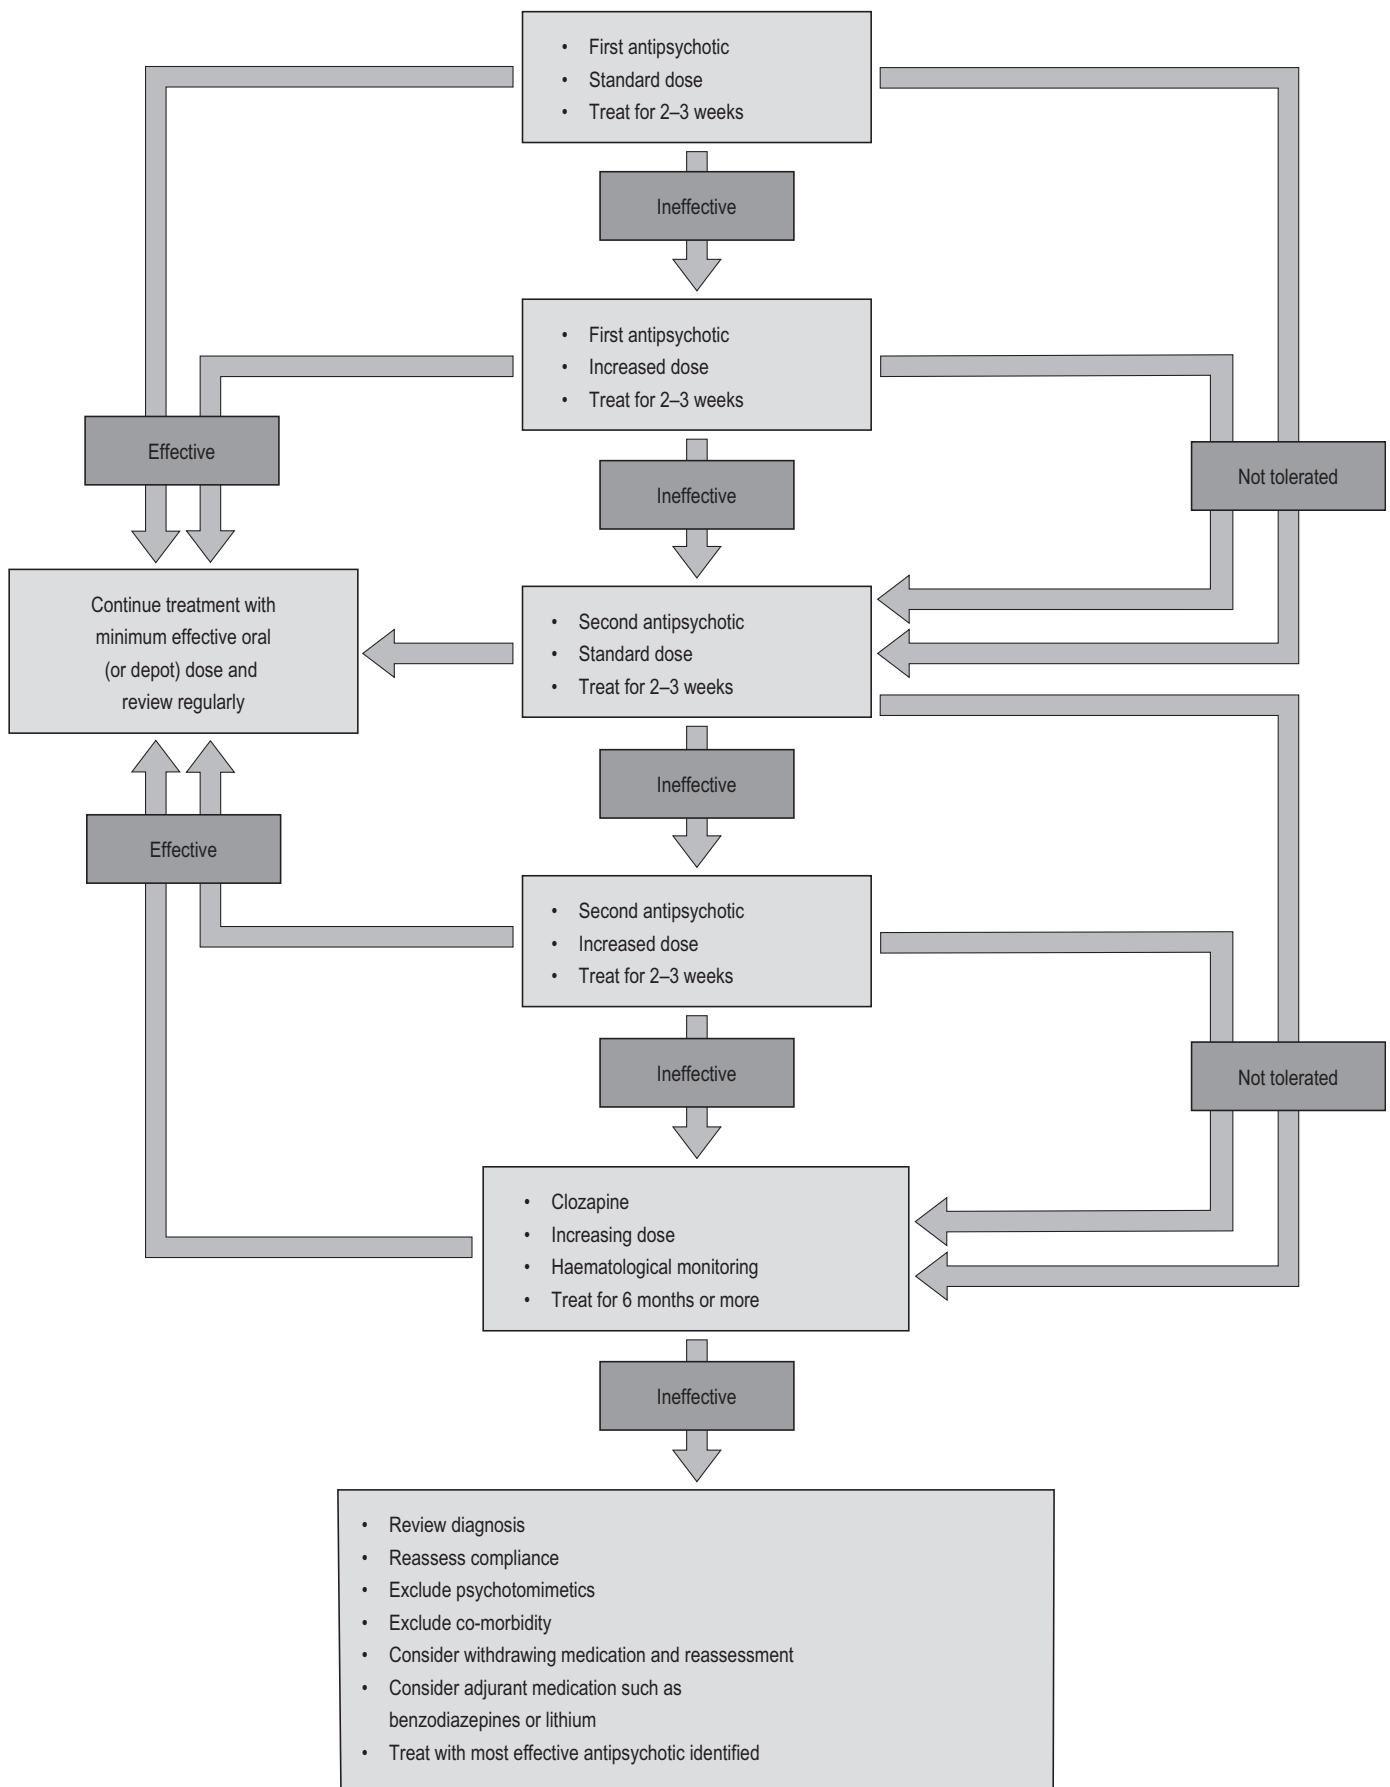 • First antipsychotic
• Standard dose
• Treat for 2–3 weeks
Ineffective
• First antipsychotic
• Increased dose
• Treat for 2–3 weeks
Effective
Not tolerated
Ineffective
Continue treatment with
minimum effective oral
(or depot) dose and
review regularly
• Second antipsychotic
• Standard dose
• Treat for 2–3 weeks
Ineffective
Effective
• Second antipsychotic
• Increased dose
• Treat for 2–3 weeks
Ineffective
Not tolerated
• Clozapine
• Increasing dose
• Haematological monitoring
• Treat for 6 months or more
Ineffective
• Review diagnosis
• Reassess compliance
• Exclude psychotomimetics
• Exclude co-morbidity
• Consider withdrawing medication and reassessment
• Consider adjurant medication such as
benzodiazepines or lithium
• Treat with most effective antipsychotic identified